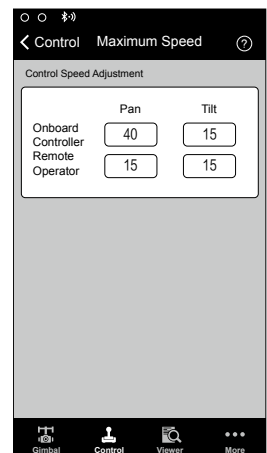 Control Maximum Speed ?
Control Speed Adjustment
Pan Tilt
Onboard
Controller 40 15
Remote
Operator 15 15
Gimbal Control Viewer More